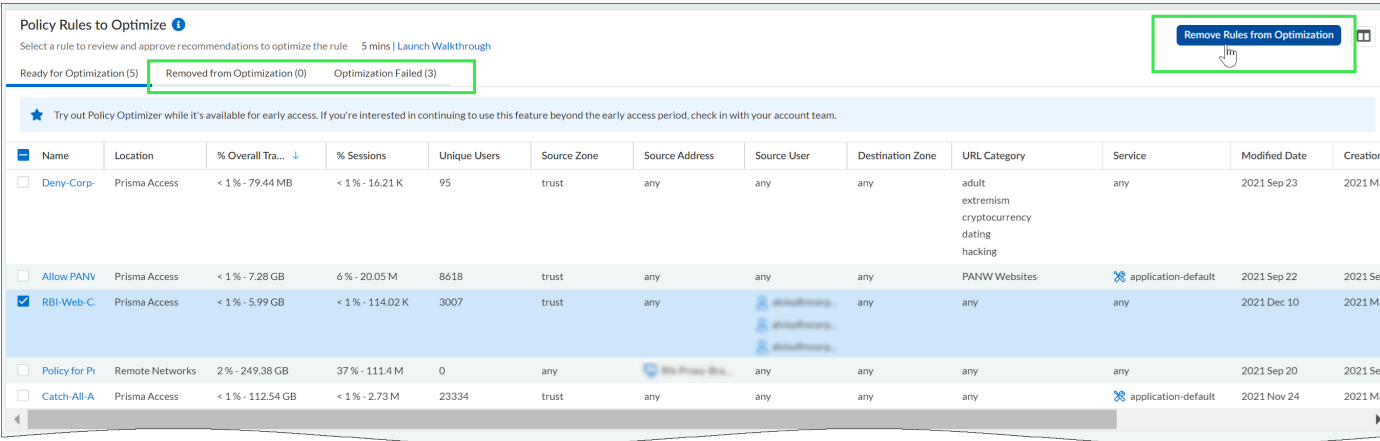 Policy Rules to Optimize
Remove Rules from Optimization
Select a rule to review and approve recommendations to optimize the rule 5 mins | Launch Walkthrough
Ready for Optimization (5) Removed from Optimization (0) Optimization Failed (3)
Try out Policy Optimizer while it's available for early access. If you're interested in continuing to use this feature beyond the early access period, check in with your account team.
Name Location % Overall Tra... % Sessions Unique Users Source Zone Source Address Source User Destination Zone URL Category Service Modified Date Creation
Deny-Corp- Prisma Access < 1 % - 79.44 MB < 1 % - 16.21 K 95 trust any any any adult any 2021 Sep 23 2021 M
extremism
cryptocurrency
dating
hacking
Allow PANW Prisma Access < 1 % - 7.28 GB 6 % - 20.05 M 8618 trust any any any PANW Websites application-default 2021 Sep 22 2021 Se
RBI-Web-C Prisma Access < 1 % - 5.99 GB < 1 % - 114.02 K 3007 trust any any any any 2021 Dec 10 2021 M
Policy for Pr Remote Networks 2 % - 249.38 GB 37 % - 111.4 M 0 any any any any any 2021 Sep 20 2021 Se
Catch-All-A Prisma Access < 1 % - 112.54 GB < 1 % - 2.73 M 23334 trust any any any any application-default 2021 Nov 24 2021 M